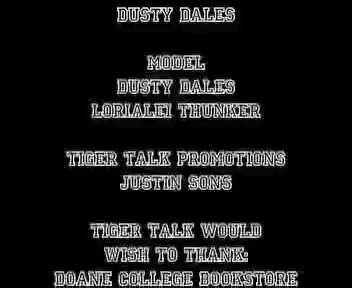 DUSTY DALES
MODEL
DUSTY DALES
LORIALEI THUNKER
TIGER TALK PROMOTIONS
JUSTIN SONS
TIGER TALK WOULD
WISH TO THANK:
DOANE COLLEGE BOOKSTORE